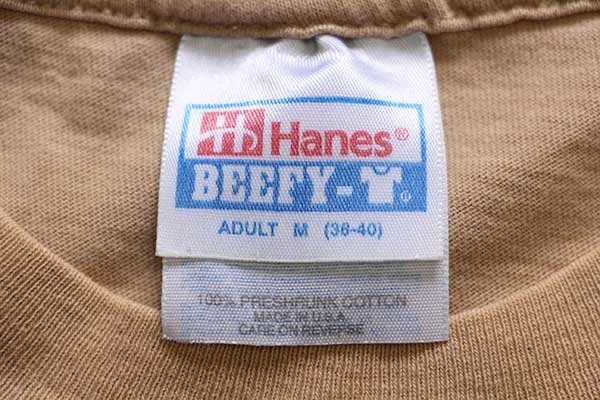 H Hanes®
BEEFY-T®
ADULT M (38-40)
100% PRESHRUNK COTTON
MADE IN U.S.A
CARE ON REVERSE